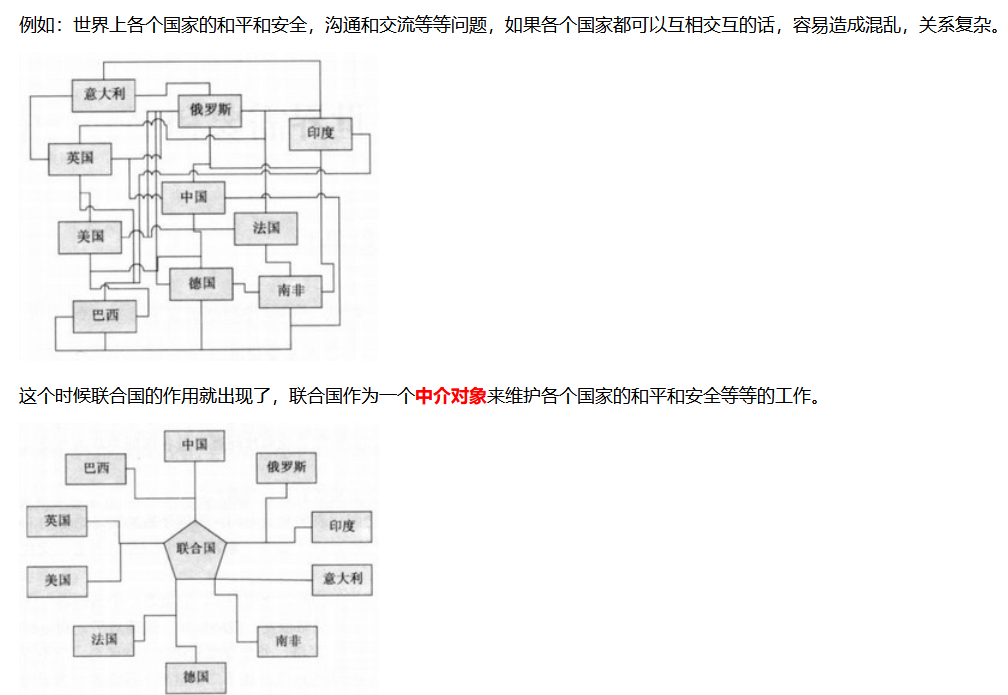 例如：世界上各个国家的和平和安全，沟通和交流等等问题，如果各个国家都可以互相交互的话，容易造成混乱，关系复杂。
意大利
俄罗斯
印度
英国
中国
法国
美国
德国
南非
巴西
这个时候联合国的作用就出现了，联合国作为一个中介对象来维护各个国家的和平和安全等等的工作。
中国
巴西
俄罗斯
英国
印度
联合国
美国
意大利
法国
南非
德国